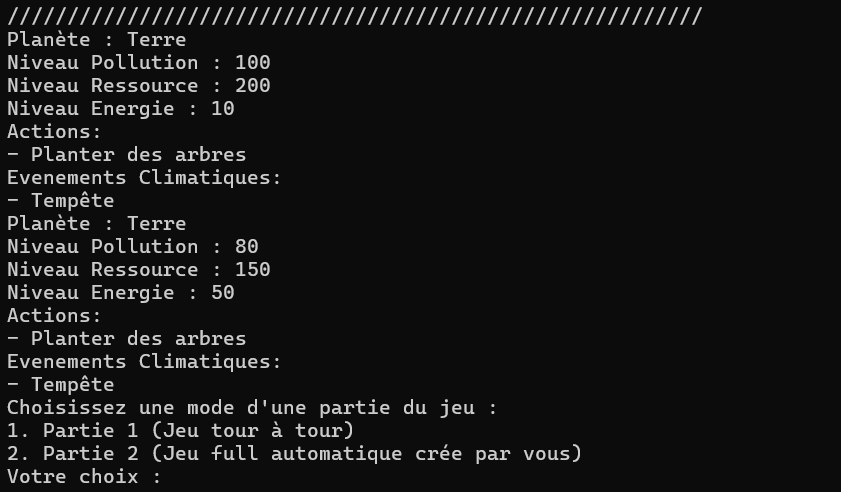 //////////////////////////////////////////////////////////
Planète : Terre
Niveau Pollution : 100
Niveau Ressource : 200
Niveau Energie : 10
Actions:
- Planter des arbres
Evenements Climatiques:
- Tempête
Planète : Terre
Niveau Pollution : 80
Niveau Ressource : 150
Niveau Energie : 50
Actions:
- Planter des arbres
Evenements Climatiques:
- Tempête
Choisissez une mode d'une partie du jeu :
1. Partie 1 (Jeu tour à tour)
2. Partie 2 (Jeu full automatique crée par vous)
Votre choix :